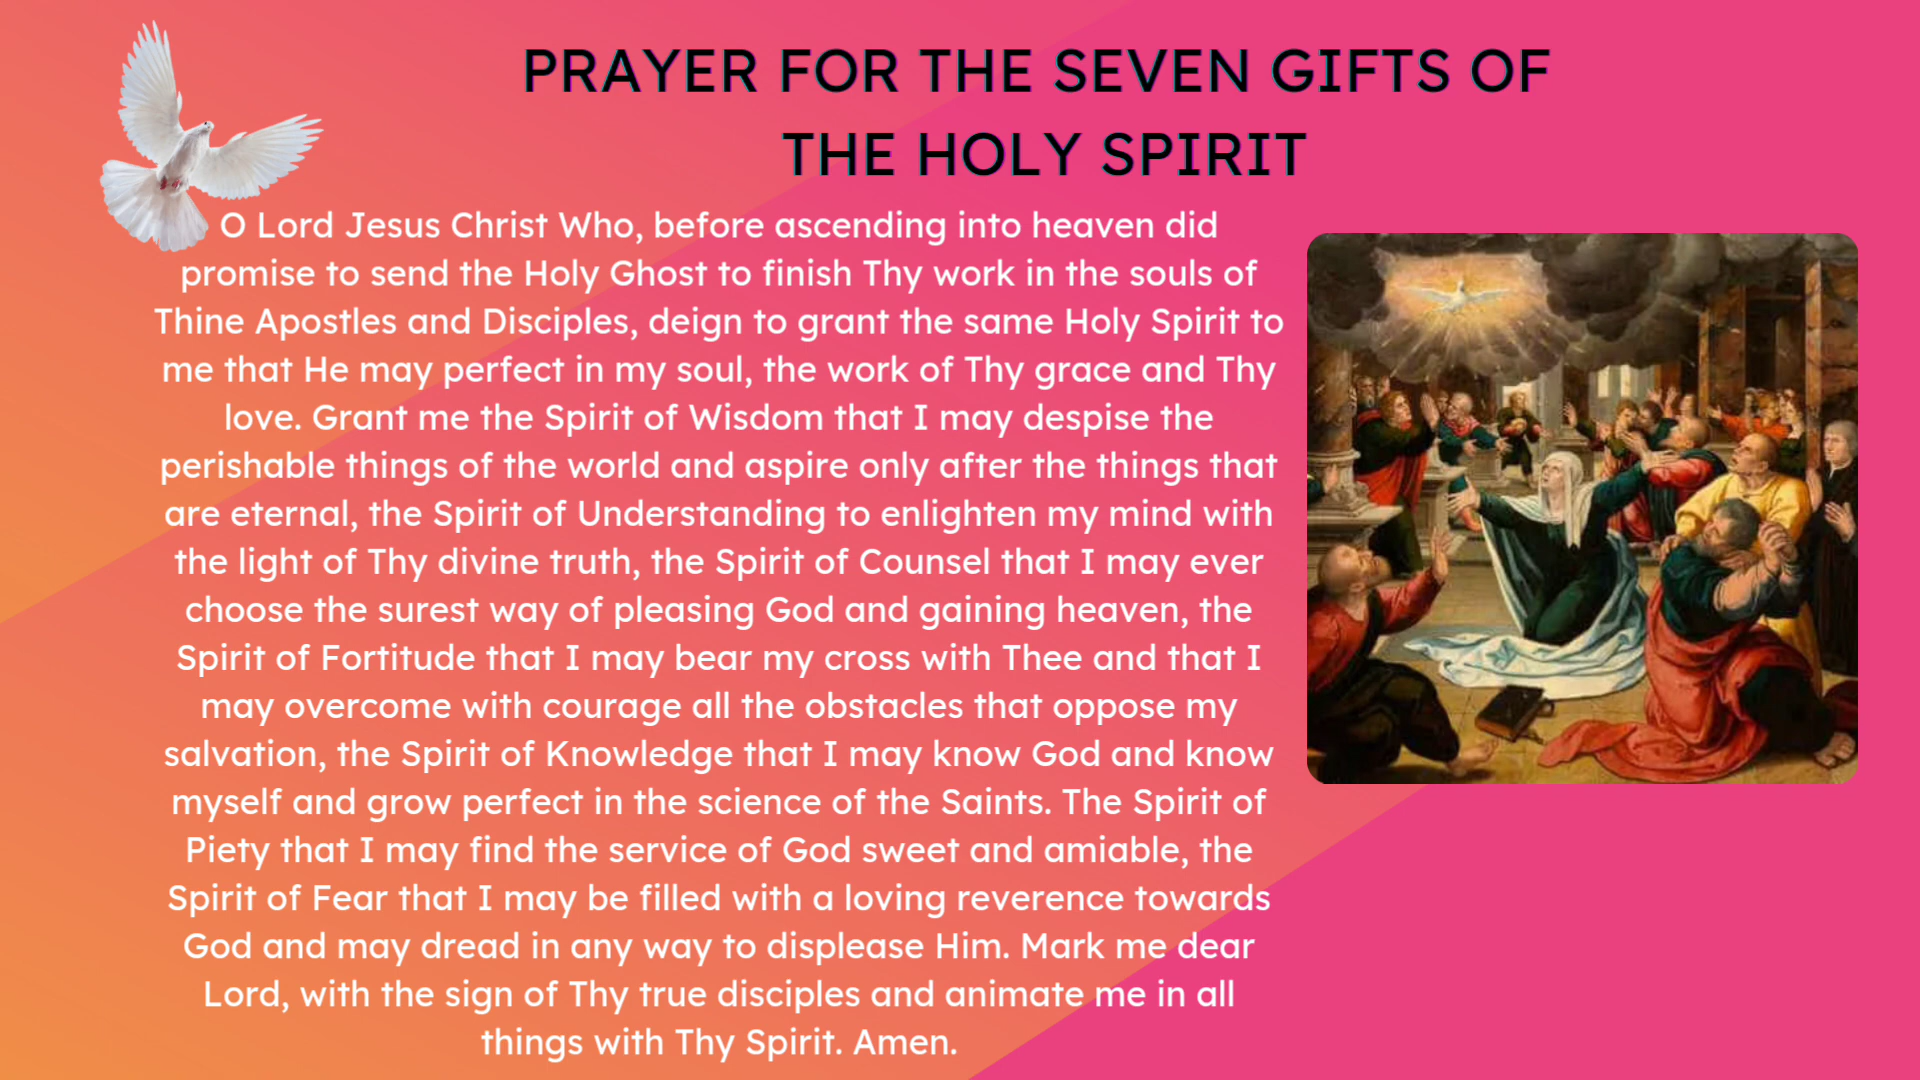 PRAYER FOR THE SEVEN GIFTS OF
THE HOLY SPIRIT
O Lord Jesus Christ Who, before ascending into heaven did
promise to send the Holy Ghost to finish Thy work in the souls of
Thine Apostles and Disciples, deign to grant the same Holy Spirit to
me that He may perfect in my soul, the work of Thy grace and Thy
love. Grant me the Spirit of Wisdom that I may despise the
perishable things of the world and aspire only after the things that
are eternal, the Spirit of Understanding to enlighten my mind with
the light of Thy divine truth, the Spirit of Counsel that I may ever
choose the surest way of pleasing God and gaining heaven, the
Spirit of Fortitude that I may bear my cross with Thee and that I
may overcome with courage all the obstacles that oppose my
salvation, the Spirit of Knowledge that I may know God and know
myself and grow perfect in the science of the Saints. The Spirit of
Piety that I may find the service of God sweet and amiable, the
Spirit of Fear that I may be filled with a loving reverence towards
God and may dread in any way to displease Him. Mark me dear
Lord, with the sign of Thy true disciples and animate me in all
things with Thy Spirit. Amen.